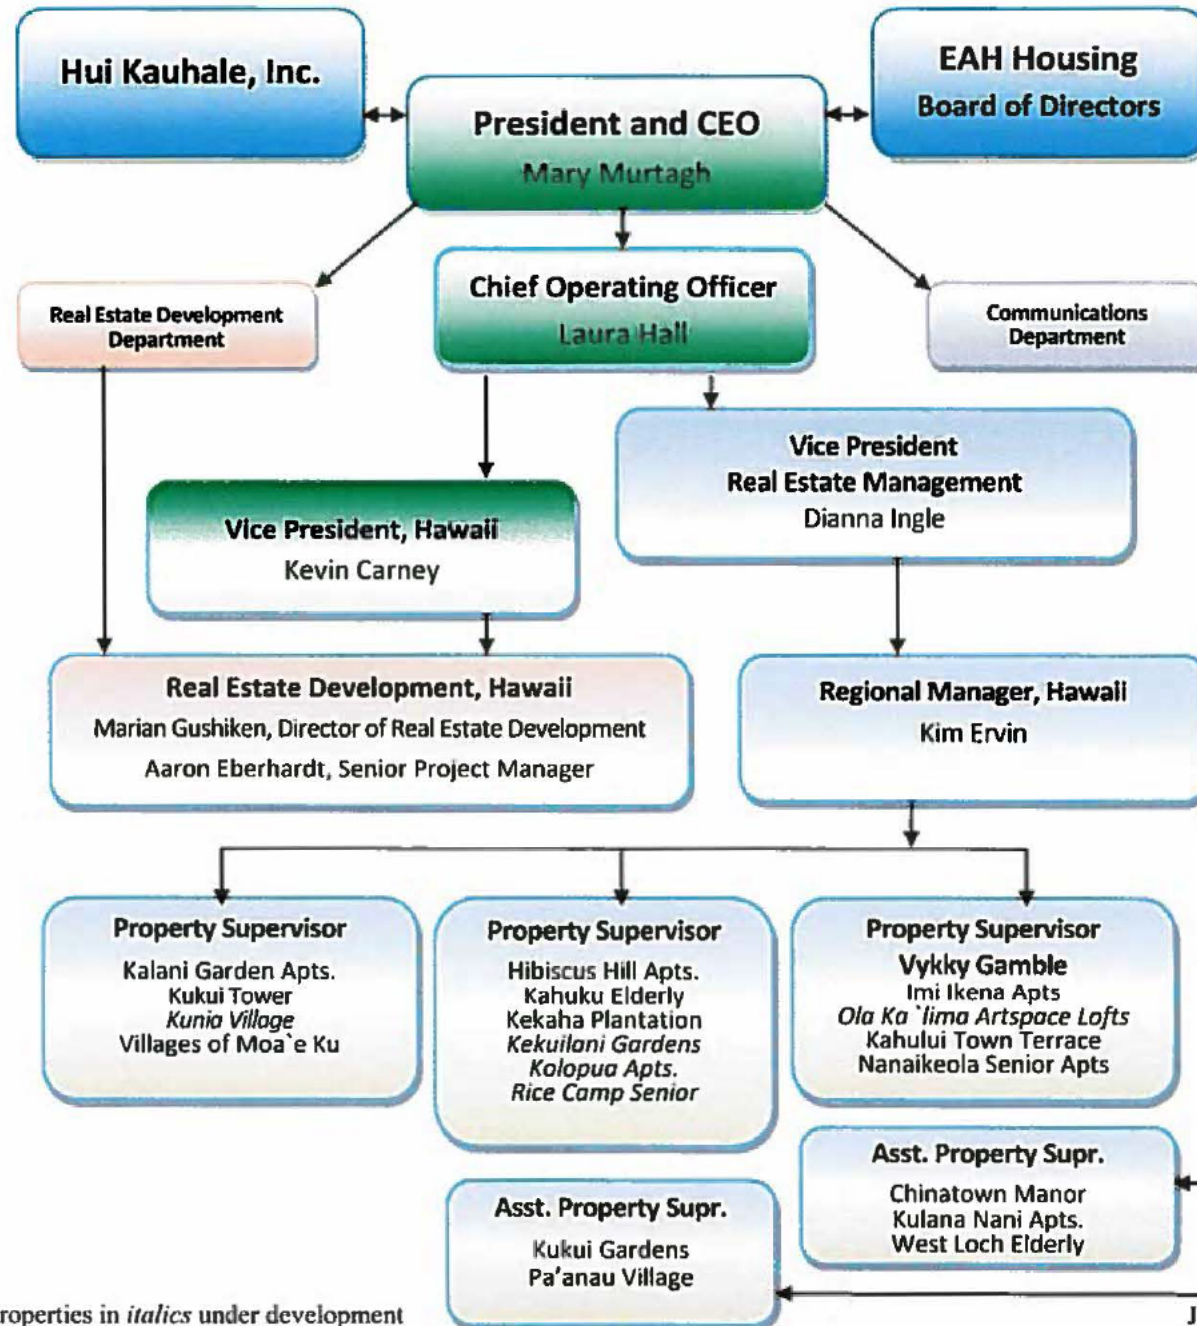 Hui Kauhale, Inc.
EAH Housing
Board of Directors
President and CEO
Mary Murtagh
Real Estate Development
Department
Chief Operating Officer
Laura Hall
Communications
Department
Vice President
Real Estate Management
Dianna Ingle
Vice President, Hawaii
Kevin Carney
Real Estate Development, Hawaii
Marian Gushiken, Director of Real Estate Development
Aaron Eberhardt, Senior Project Manager
Regional Manager, Hawaii
Kim Ervin
Property Supervisor
Kalani Garden Apts.
Kukui Tower
Kunia Village
Villages of Moa`e Ku
Property Supervisor
Hibiscus Hill Apts.
Kahuku Elderly
Kekaha Plantation
Kekuilani Gardens
Kolopua Apts.
Rice Camp Senior
Property Supervisor
Vykky Gamble
Imi Ikena Apts
Ola Ka `Ilima Artspace Lofts
Kahului Town Terrace
Nanaikeola Senior Apts
Asst. Property Supr.
Chinatown Manor
Kulana Nani Apts.
West Loch Elderly
Asst. Property Supr.
Kukui Gardens
Pa'anau Village
roperties in italics under development
J